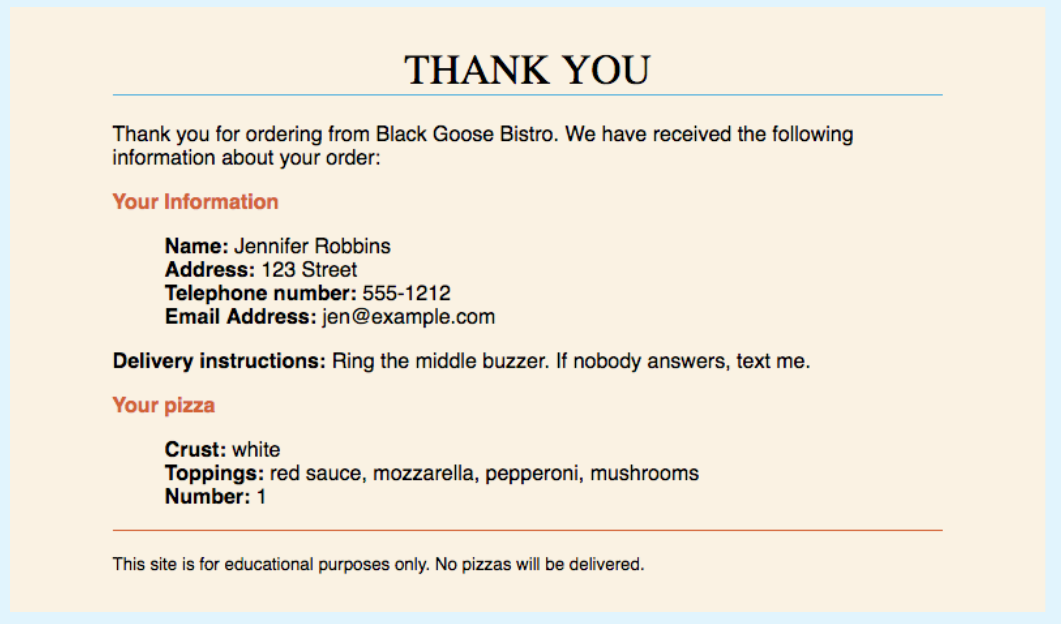 THANK YOU
Thank you for ordering from Black Goose Bistro. We have received the following
information about your order:
Your Information
Name: Jennifer Robbins
Address: 123 Street
Telephone number: 555-1212
Email Address: jen@example.com
Delivery instructions: Ring the middle buzzer. If nobody answers, text me.
Your pizza
Crust: white
Toppings: red sauce, mozzarella, pepperoni, mushrooms
Number: 1
This site is for educational purposes only. No pizzas will be delivered.